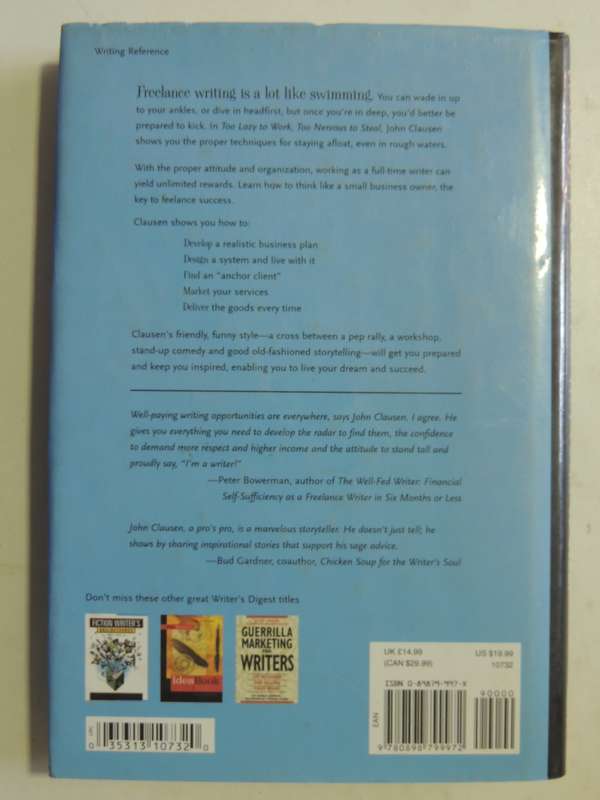 Writing Reference
Freelance writing is a lot like swimming. You can wade in up
to your ankles, or dive in headfirst, but once you're in deep, you'd better be
prepared to kick. In Too Lazy to Work, Too Nervous to Steal, John Clausen
shows you the proper techniques for staying afloat, even in rough waters.
With the proper attitude and organization, working as a full-time writer can
yield unlimited rewards. Learn how to think like a small business owner, the
key to feelance success.
Clausen shows you how to:
Develop a realistic business plan
Design a system and live with it
Find an "anchor client"
Market your services
Deliver the goods every time
Clausen's friendly, funny style—a cross between a pep rally, a workshop,
stand-up comedy and good old-fashioned storytelling—will get you prepared
and keep you inspired, enabling you to live your dream and succeed.
Well-paying writing opportunities are everywhere, says John Clausen. I agree. He
gives you everything you need to develop the radar to find them, the confidence
to demand more respect and higher income and the attitude to stand tall and
proudly say, "I'm a writer!"
—Peter Bowerman, author of The Well-Fed Writer: Financial
Self-Sufficiency as a Freelance Writer in Six Months or Less
John Clausen, a pro's pro, is a marvelous storyteller. He doesn't just tell; he
shows by sharing inspirational stories that support his sage advice.
—Bud Gardner, coauthor, Chicken Soup for the Writer's Soul
Don't miss these other great Writer's Digest titles
FICTION WRITER'S
IdeaBook
GUERRILLA
MARKETING
FOR
WRITERS
UK £14.99
(CAN $29.99)
US $19.99
10732
ISBN 0-89879-997-X
90000
EAN
9 780898 799972
UPC
0 35313 10732 0